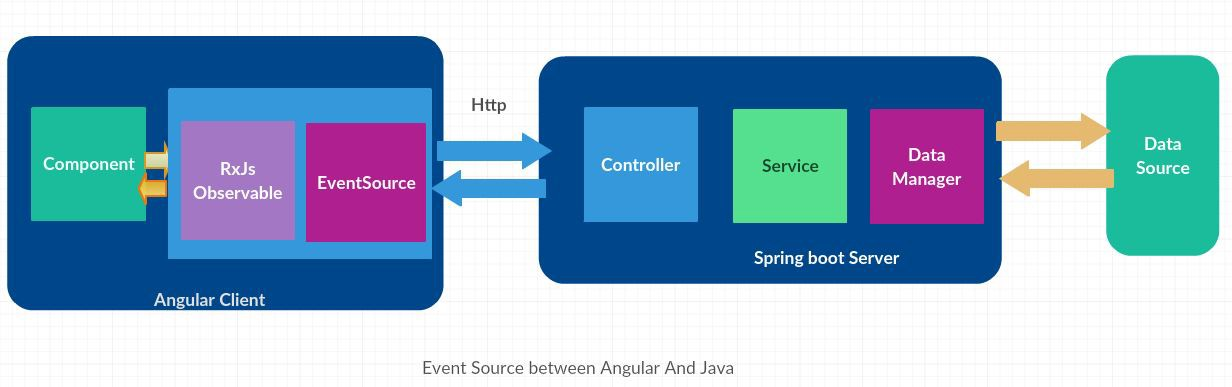 Http
Component
RxJs
Observable
EventSource
Angular Client
Controller
Service
Data
Manager
Spring boot Server
Data
Source
Event Source between Angular And Java